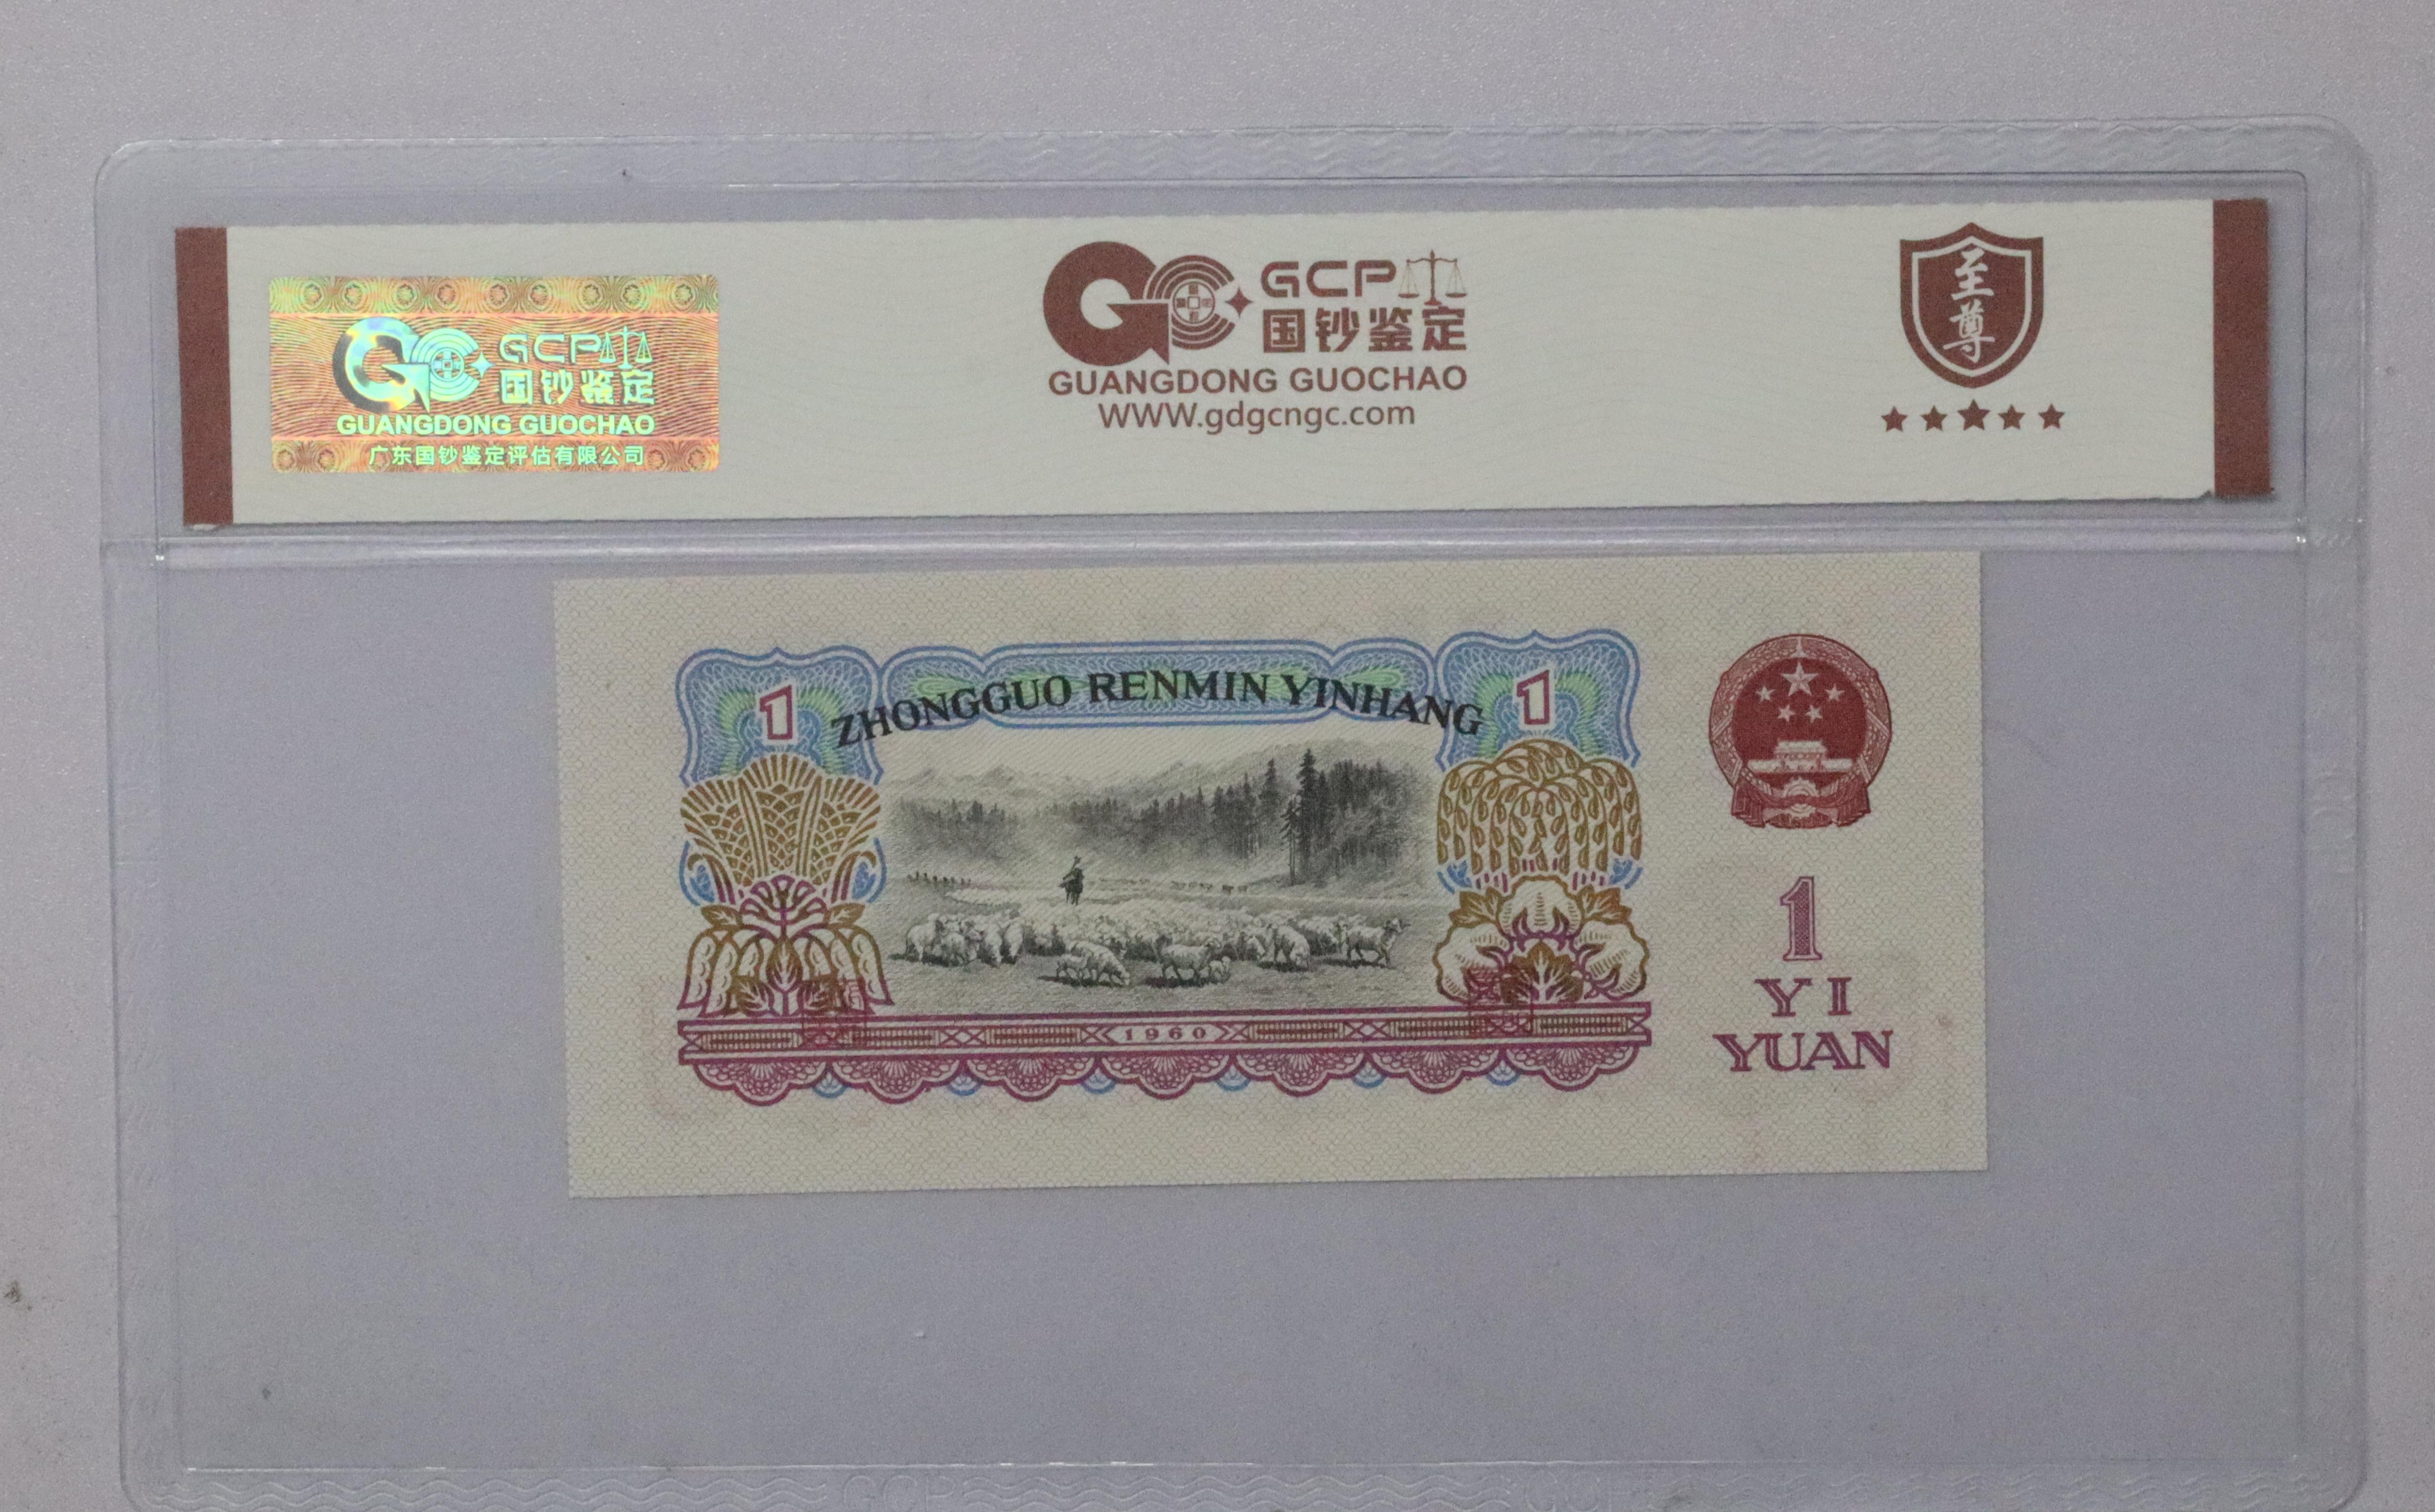 GCP
国钞鉴定
GUANGDONG GUOCHAO
广东国钞鉴定评估有限公司
GCP
国钞鉴定
GUANGDONG GUOCHAO
WWW.gdgcngc.com
至尊
1 ZHONGGUO RENMIN YINHANG 1
1
YI
YUAN
1960
GCP
GCP